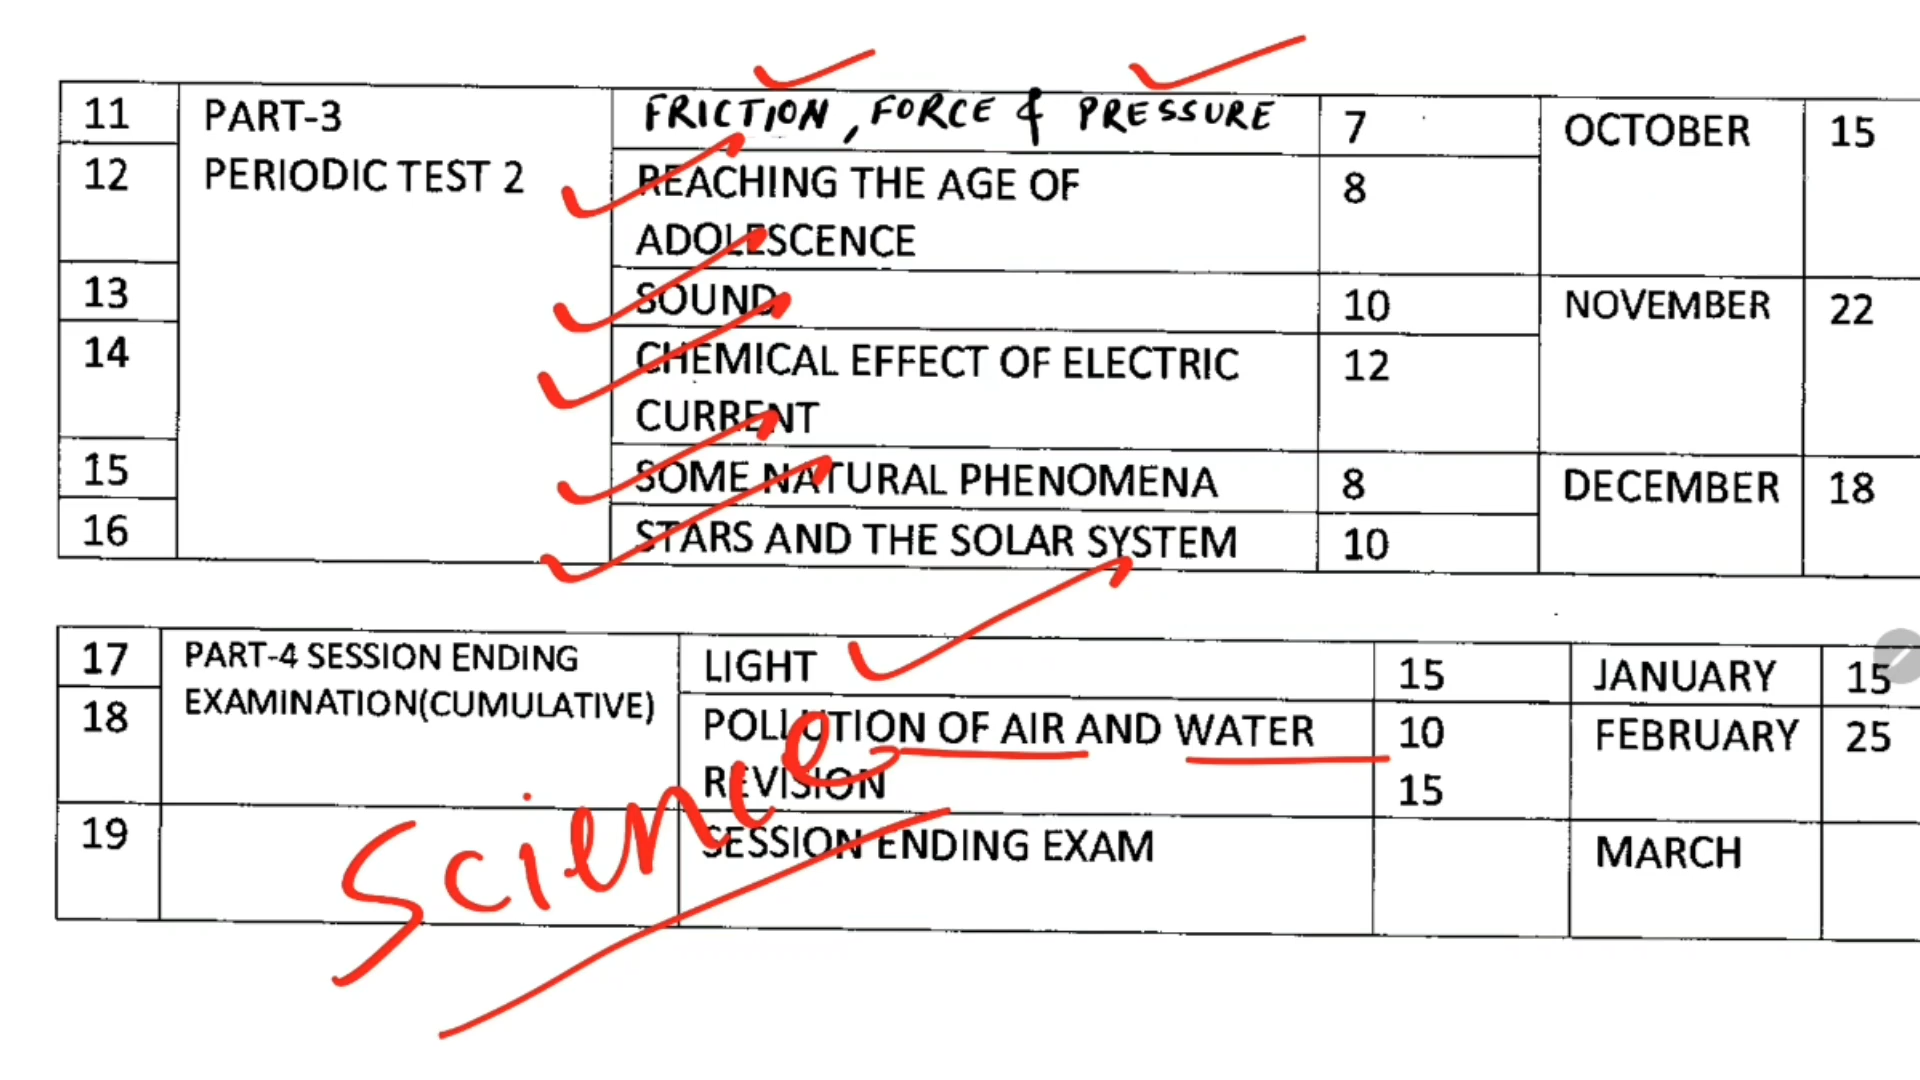 11 PART-3 FRICTION, FORCE & PRESSURE 7 OCTOBER 15
12 PERIODIC TEST 2 REACHING THE AGE OF 8
ADOLESCENCE
13 SOUND 10 NOVEMBER 22
14 CHEMICAL EFFECT OF ELECTRIC 12
CURRENT
15 SOME NATURAL PHENOMENA 8 DECEMBER 18
16 STARS AND THE SOLAR SYSTEM 10
17 PART-4 SESSION ENDING LIGHT 15 JANUARY 15
18 EXAMINATION(CUMULATIVE) POLLUTION OF AIR AND WATER 10 FEBRUARY 25
REVISION 15
19 SESSION ENDING EXAM MARCH
Science